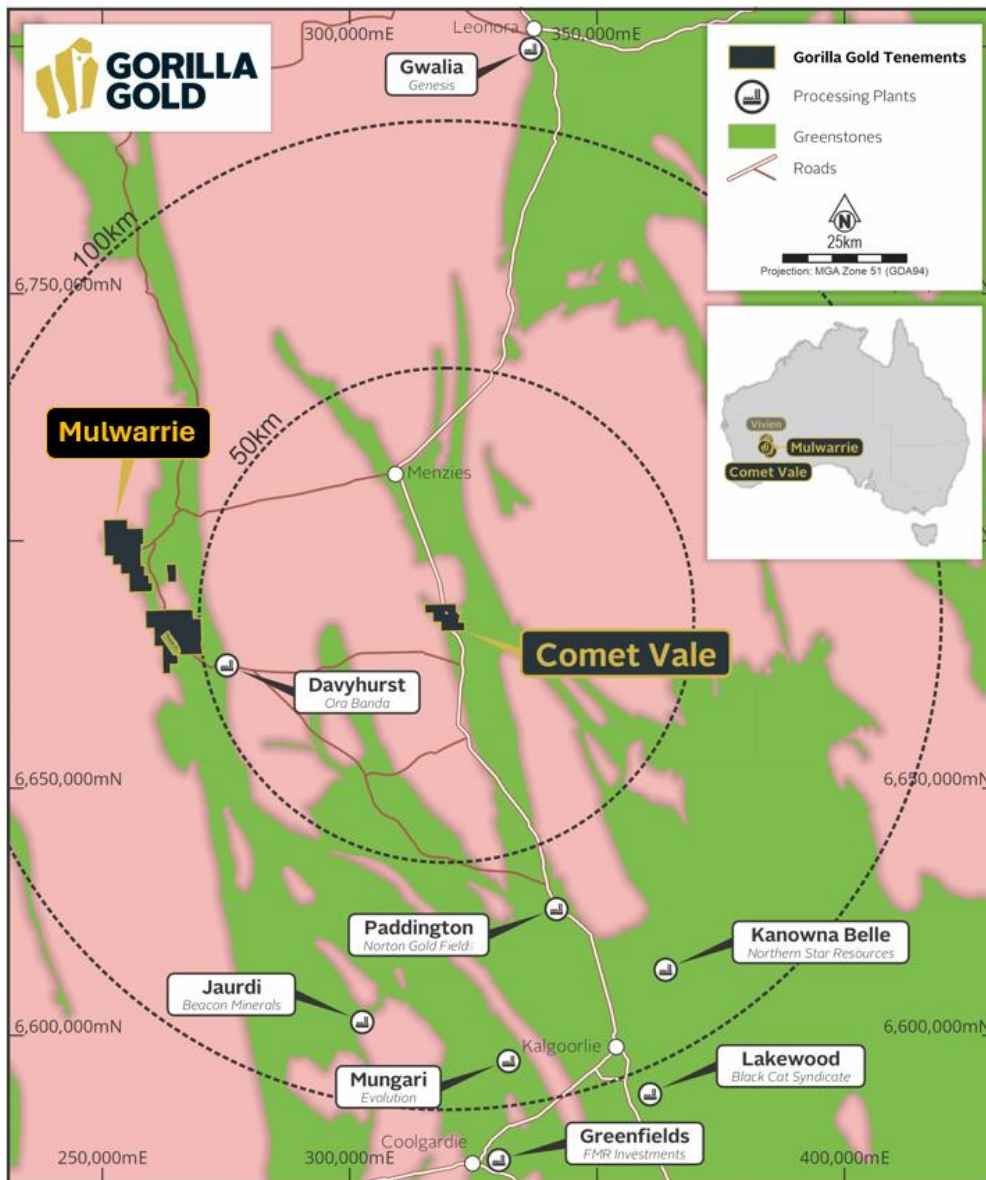 GORILLA
GOLD
300,000mE
Leonora
350,000mE
Gwalia
Genesis
Gorilla Gold Tenements
Processing Plants
Greenstones
Roads
N
25km
Projection: MGA Zone 51 (GDA94)
100km
6,750,000mN
Vivien
Mulwarrie
Comet Vale
Mulwarrie
50km
Menzies
Comet Vale
Davyhurst
Ora Banda
6,650,000mN
6,650,000mN
Paddington
Norton Gold Fields
Kanowna Belle
Northern Star Resources
Jaurdi
Beacon Minerals
6,600,000mN
6,600,000mN
Kalgoorlie
Mungari
Evolution
Lakewood
Black Cat Syndicate
Coolgardie
Greenfields
FMR Investments
250,000mE
300,000mE
400,000mE